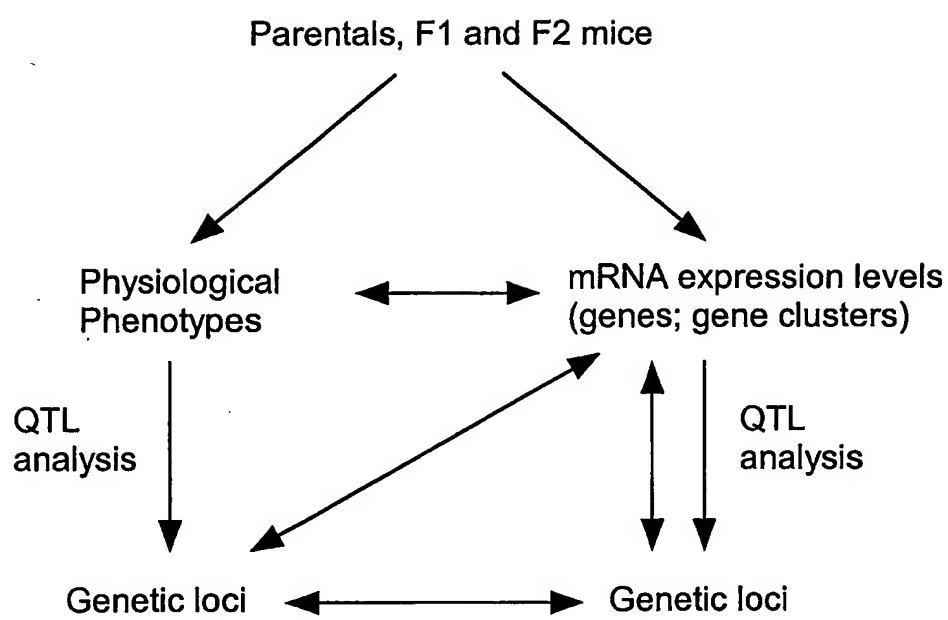 Parentals, F1 and F2 mice
Physiological
Phenotypes
mRNA expression levels
(genes; gene clusters)
QTL
analysis
QTL
analysis
Genetic loci
Genetic loci